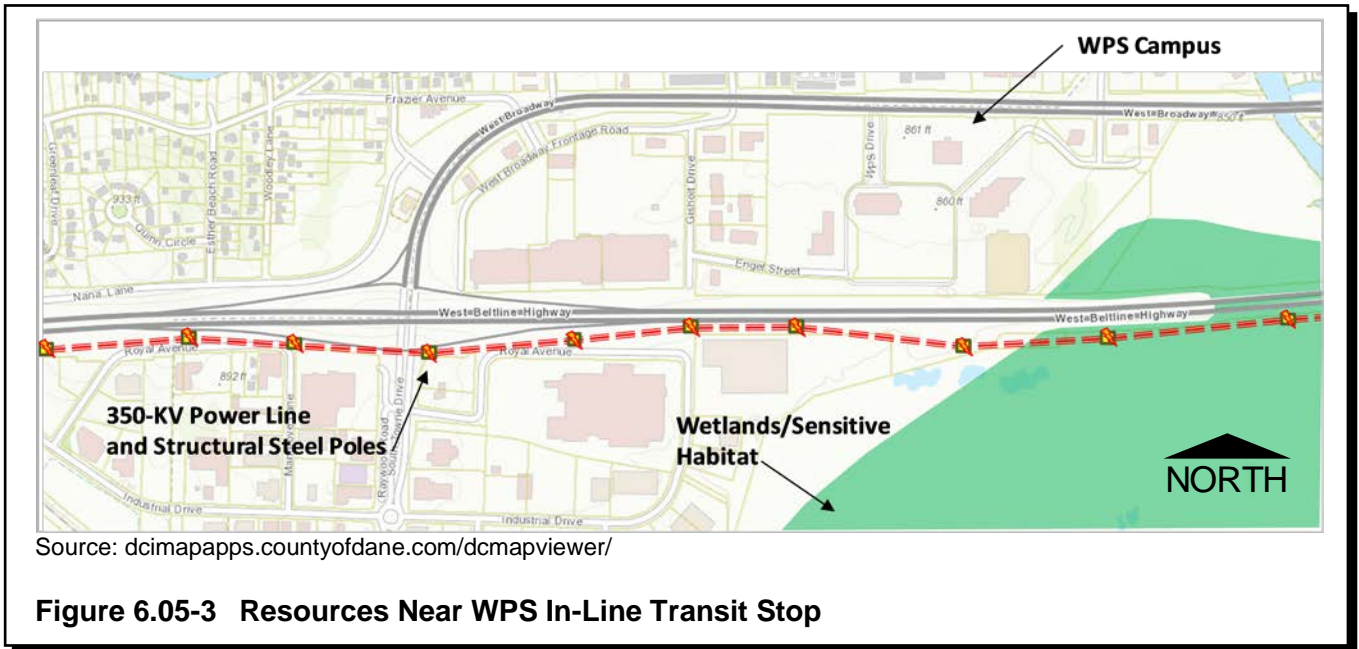 WPS Campus
Frazier Avenue
West Broadway
West=Broadway
850 ft
West Broadway Frontage Road
WPS Drive
861 ft
Greenleaf Drive
Esther Beach Road
Woodley Lane
933 ft
Quinn Circle
Gisholt Drive
860 ft
Engel Street
Nana Lane
West=Beltline=Highway
West=Beltline=Highway
Royal Avenue
Royal Avenue
892 ft
350-KV Power Line
and Structural Steel Poles
Raywood Road
South Towne Drive
Wetlands/Sensitive
Habitat
NORTH
Industrial Drive
Industrial Drive
Source: dcimapapps.countyofdane.com/dcmapviewer/
Figure 6.05-3 Resources Near WPS In-Line Transit Stop